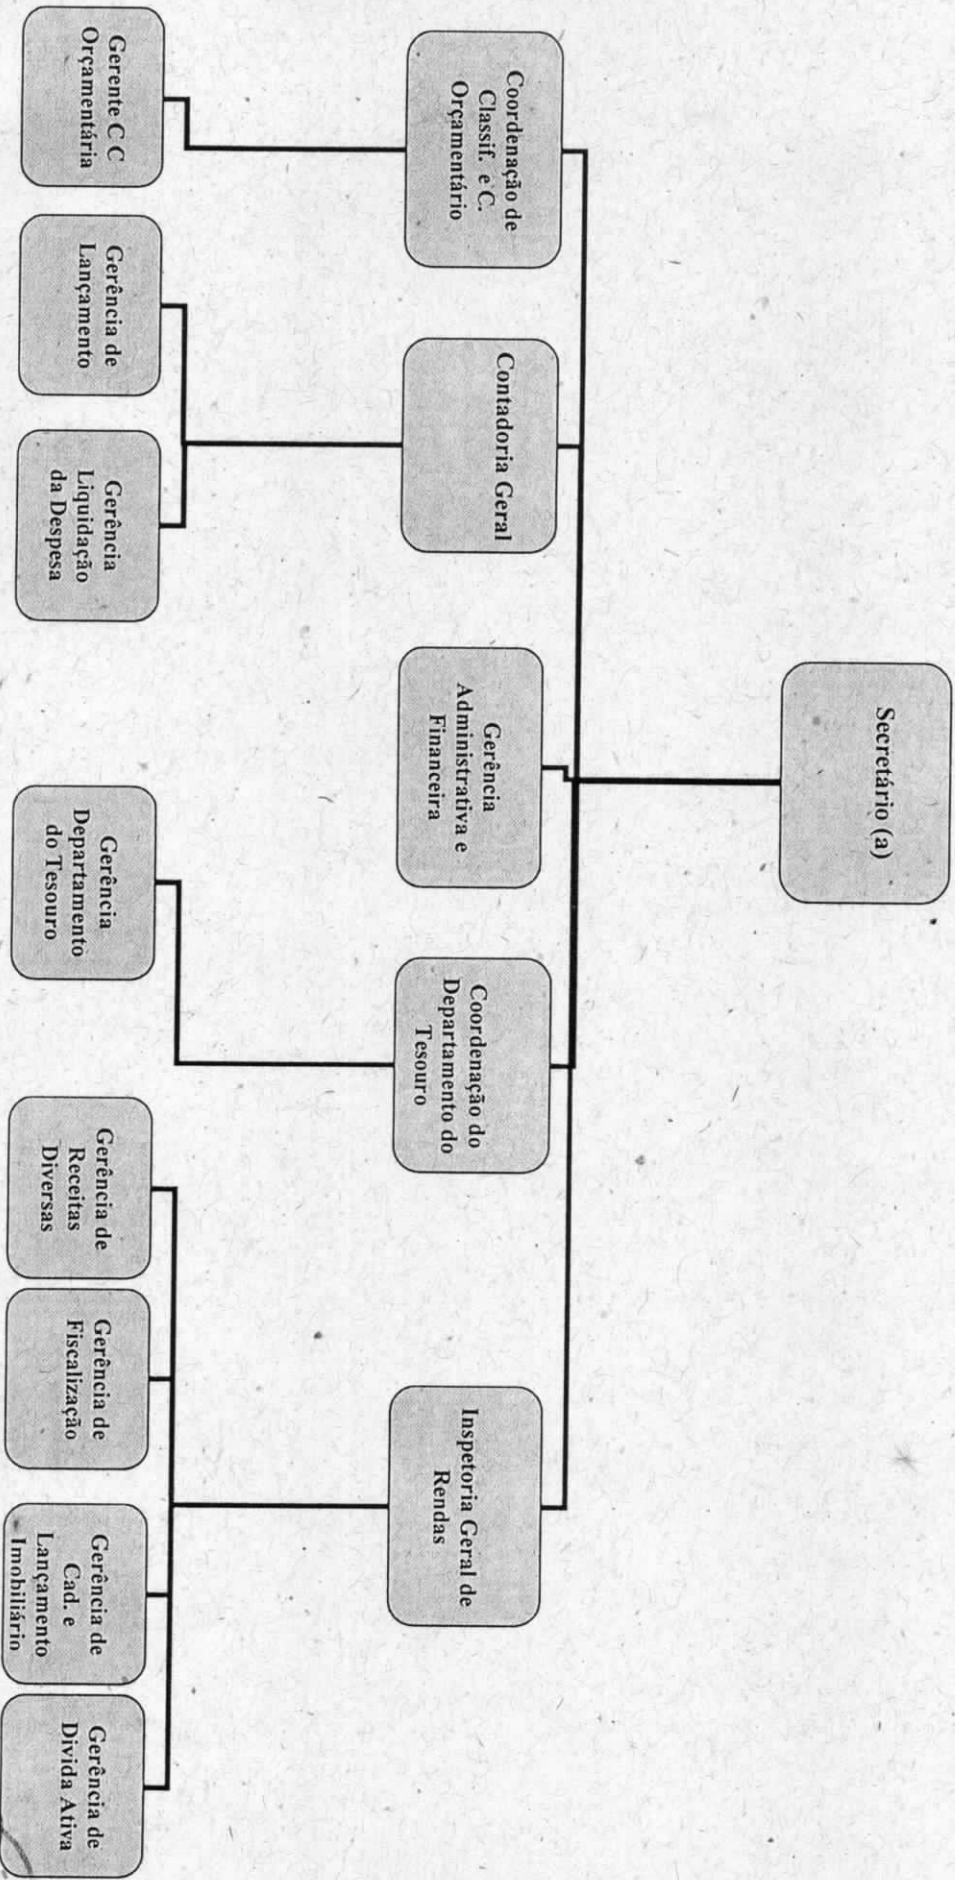 Secretário (a)
Coordenação de
Classif. e C.
Orçamentário
Contadoria Geral
Gerência
Administrativa e
Financeira
Coordenação do
Departamento do
Tesouro
Inspetoria Geral de
Rendas
Gerente C C
Orçamentária
Gerência de
Lançamento
Gerência
Liquidação
da Despesa
Gerência
Departamento
do Tesouro
Gerência de
Receitas
Diversas
Gerência de
Fiscalização
Gerência de
Cad. e
Lançamento
Imobiliário
Gerência de
Divida Ativa